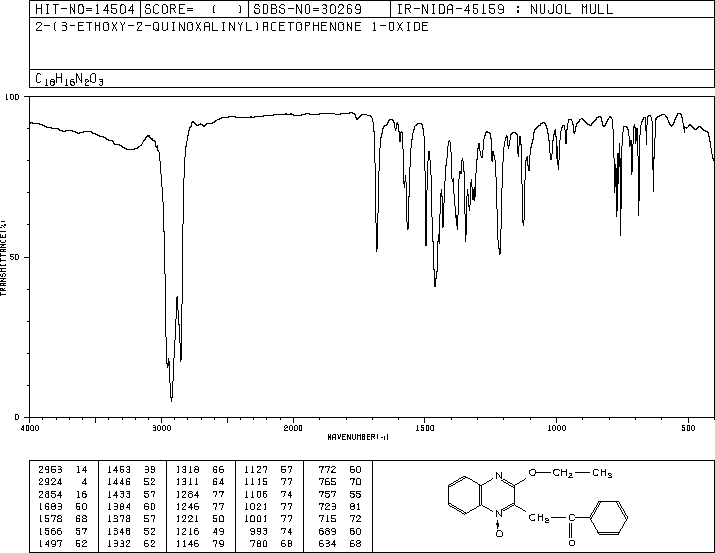 HIT-NO=14504 SCORE= ( ) SDBS-NO=30269 IR-NIDA-45159 : NUJOL MULL
2-(3-ETHOXY-2-QUINOXALINYL)ACETOPHENONE 1-OXIDE
C18H16N2O3
100
50
0
TRANSMITTANCE(%)
4000 3000 2000 1500 1000 500
WAVENUMBER(-1)
2953 14 1463 39 1318 66 1127 57 772 60
2924 4 1446 52 1311 64 1115 77 765 70
2854 16 1433 57 1284 77 1106 74 757 55
1683 50 1384 60 1246 77 1021 77 723 81
1578 68 1378 57 1221 50 1001 77 715 72
1566 57 1348 52 1216 49 993 74 689 60
1497 52 1332 62 1146 79 780 68 634 68
N O CH2 CH3
N CH2
O O